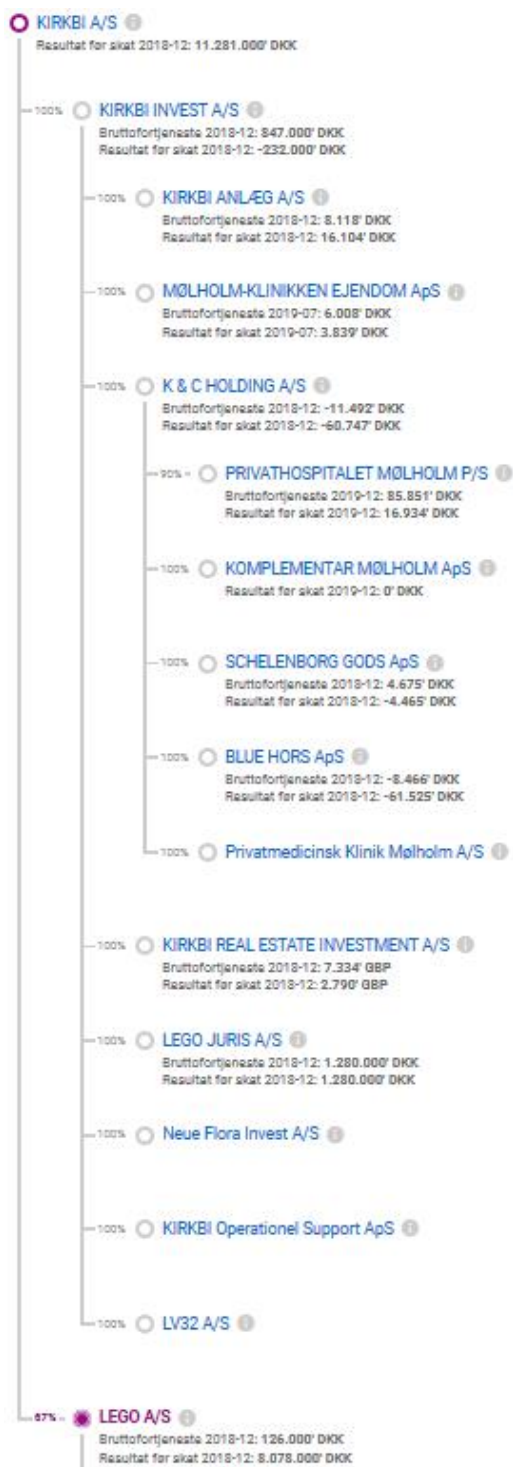 KIRKBI A/S
Resultat før skat 2018-12: 11.281.000' DKK
100% KIRKBI INVEST A/S
Bruttofortjeneste 2018-12: 847.000' DKK
Resultat før skat 2018-12: -232.000' DKK
100% KIRKBI ANLÆG A/S
Bruttofortjeneste 2018-12: 8.118' DKK
Resultat før skat 2018-12: 16.104' DKK
100% MØLHOLM-KLINIKKEN EJENDOM ApS
Bruttofortjeneste 2019-07: 6.008' DKK
Resultat før skat 2019-07: 3.839' DKK
100% K & C HOLDING A/S
Bruttofortjeneste 2018-12: -11.492' DKK
Resultat før skat 2018-12: -60.747' DKK
90% PRIVATHOSPITALET MØLHOLM P/S
Bruttofortjeneste 2019-12: 85.851' DKK
Resultat før skat 2019-12: 16.934' DKK
100% KOMPLEMENTAR MØLHOLM ApS
Resultat før skat 2019-12: 0' DKK
100% SCHELENBORG GODS ApS
Bruttofortjeneste 2018-12: 4.675' DKK
Resultat før skat 2018-12: -4.465' DKK
100% BLUE HORS ApS
Bruttofortjeneste 2018-12: -8.466' DKK
Resultat før skat 2018-12: -61.525' DKK
100% Privatmedicinsk Klinik Mølholm A/S
100% KIRKBI REAL ESTATE INVESTMENT A/S
Bruttofortjeneste 2018-12: 7.334' GBP
Resultat før skat 2018-12: 2.790' GBP
100% LEGO JURIS A/S
Bruttofortjeneste 2018-12: 1.280.000' DKK
Resultat før skat 2018-12: 1.280.000' DKK
100% Neue Flora Invest A/S
100% KIRKBI Operationel Support ApS
100% LV32 A/S
67% LEGO A/S
Bruttofortjeneste 2018-12: 126.000' DKK
Resultat før skat 2018-12: 8.078.000' DKK